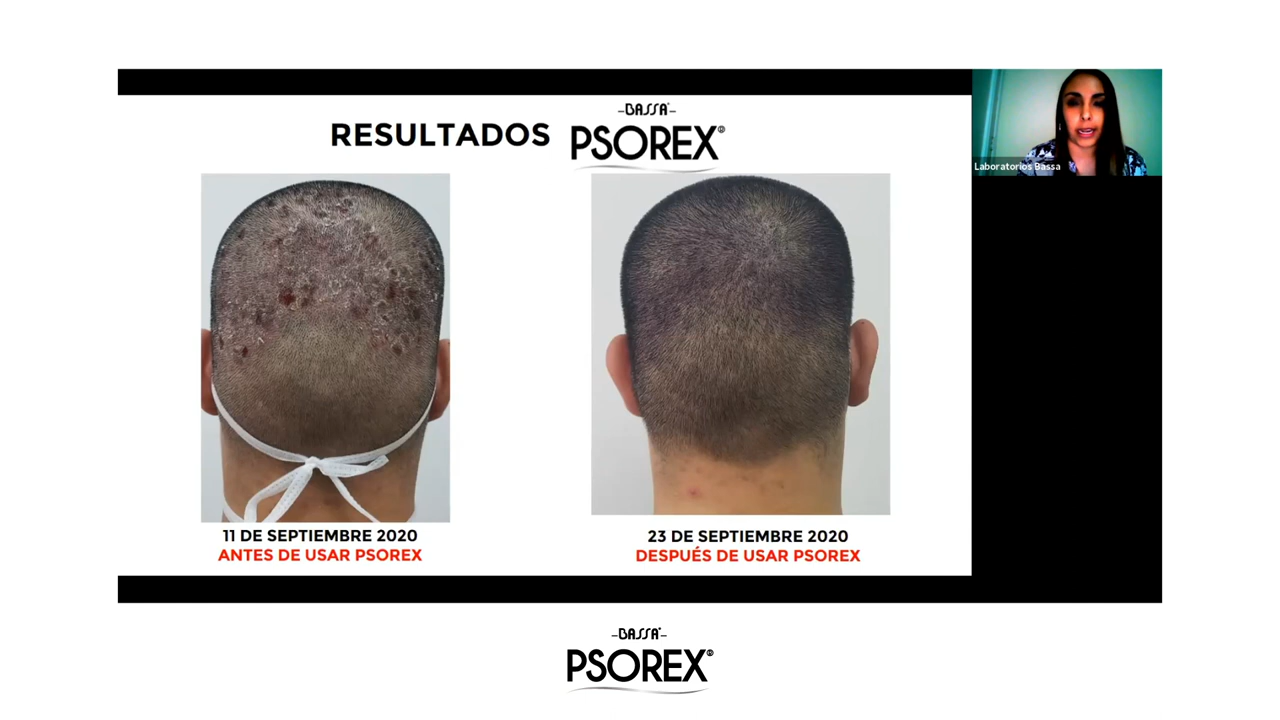 RESULTADOS
-BASSA-
PSOREX®
Laboratorios Bassa
11 DE SEPTIEMBRE 2020
ANTES DE USAR PSOREX
23 DE SEPTIEMBRE 2020
DESPUÉS DE USAR PSOREX
-BASSA-
PSOREX®